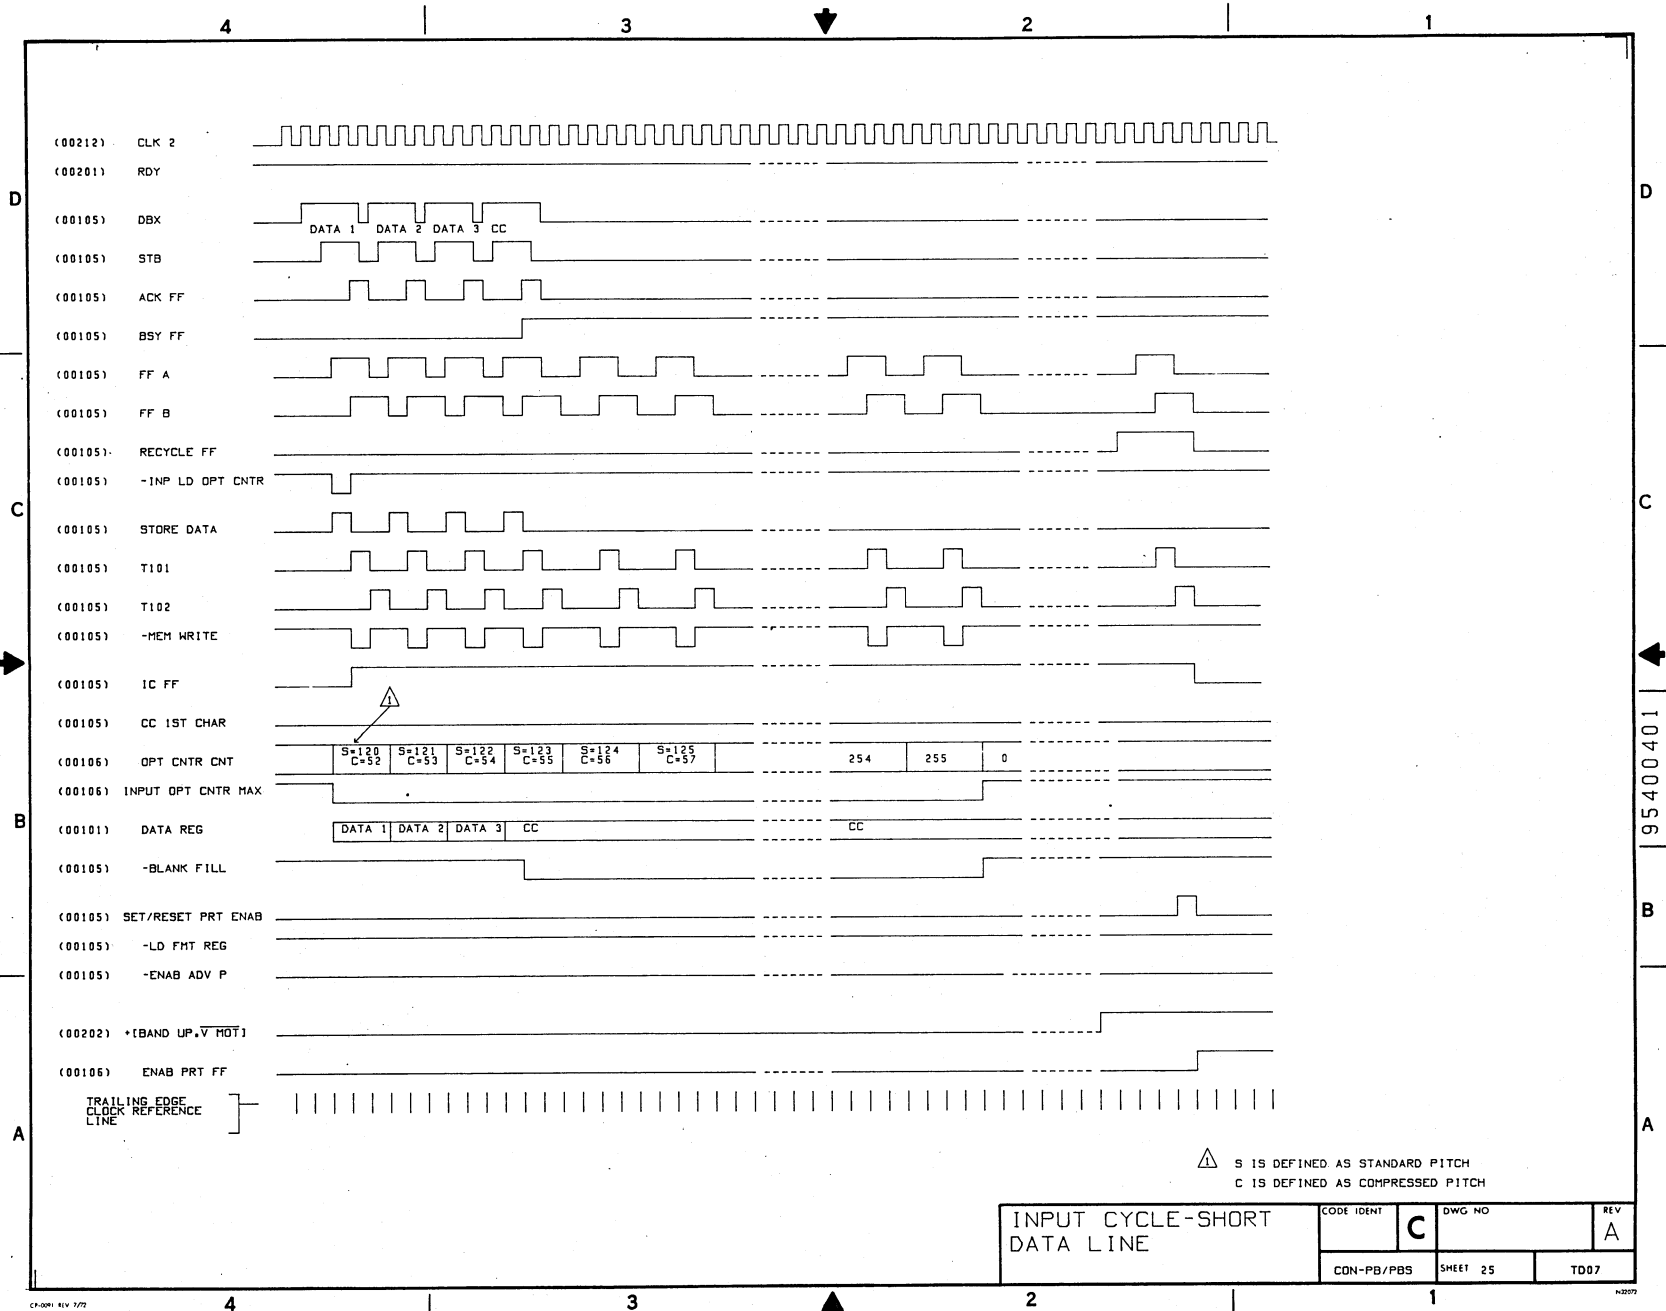 4 3 2 1
(00212) CLK 2
(00201) RDY
D D
(00105) DBX
DATA 1 DATA 2 DATA 3 CC
(00105) STB
(00105) ACK FF
(00105) BSY FF
(00105) FF A
(00105) FF B
(00105) RECYCLE FF
(00105) -INP LD OPT CNTR
C C
(00105) STORE DATA
(00105) T101
(00105) T102
(00105) -MEM WRITE
(00105) IC FF
1
(00105) CC 1ST CHAR
S=120 S=121 S=122 S=123 S=124 S=125
(00106) OPT CNTR CNT C=52 C=53 C=54 C=55 C=56 C=57 254 255 0
(00106) INPUT OPT CNTR MAX
95400401
B
(00101) DATA REG DATA 1 DATA 2 DATA 3 CC CC
(00105) -BLANK FILL
(00105) SET/RESET PRT ENAB
B
(00105) -LD FMT REG
(00105) -ENAB ADV P
(00202) +[BAND UP.V MOT]
(00106) ENAB PRT FF
TRAILING EDGE
CLOCK REFERENCE
LINE
A A
1 S IS DEFINED AS STANDARD PITCH
C IS DEFINED AS COMPRESSED PITCH
INPUT CYCLE-SHORT
DATA LINE
CODE IDENT C DWG NO REV A
CON-PB/PBS SHEET 25 TD07
CP-0091 REV 7/72 4 3 2 1 N32072